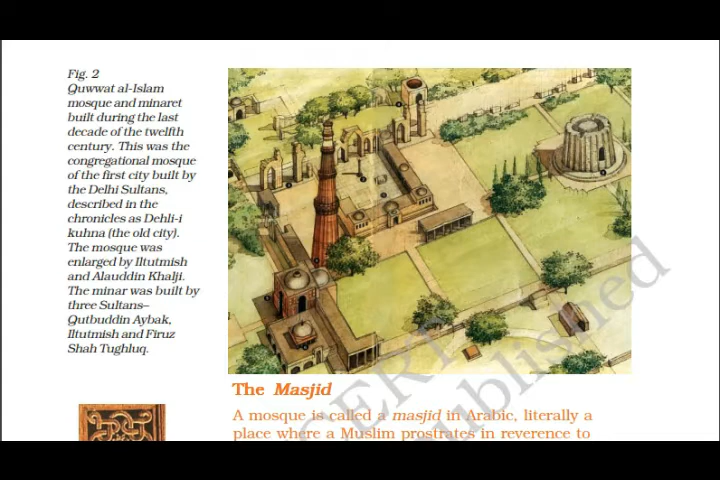 Fig. 2
Quwwat al-Islam
mosque and minaret
built during the last
decade of the twelfth
century. This was the
congregational mosque
of the first city built by
the Delhi Sultans,
described in the
chronicles as Dehli-i
kuhna (the old city).
The mosque was
enlarged by Iltutmish
and Alauddin Khalji.
The minar was built by
three Sultans–
Qutbuddin Aybak,
Iltutmish and Firuz
Shah Tughluq.
The Masjid
A mosque is called a masjid in Arabic, literally a
place where a Muslim prostrates in reverence to